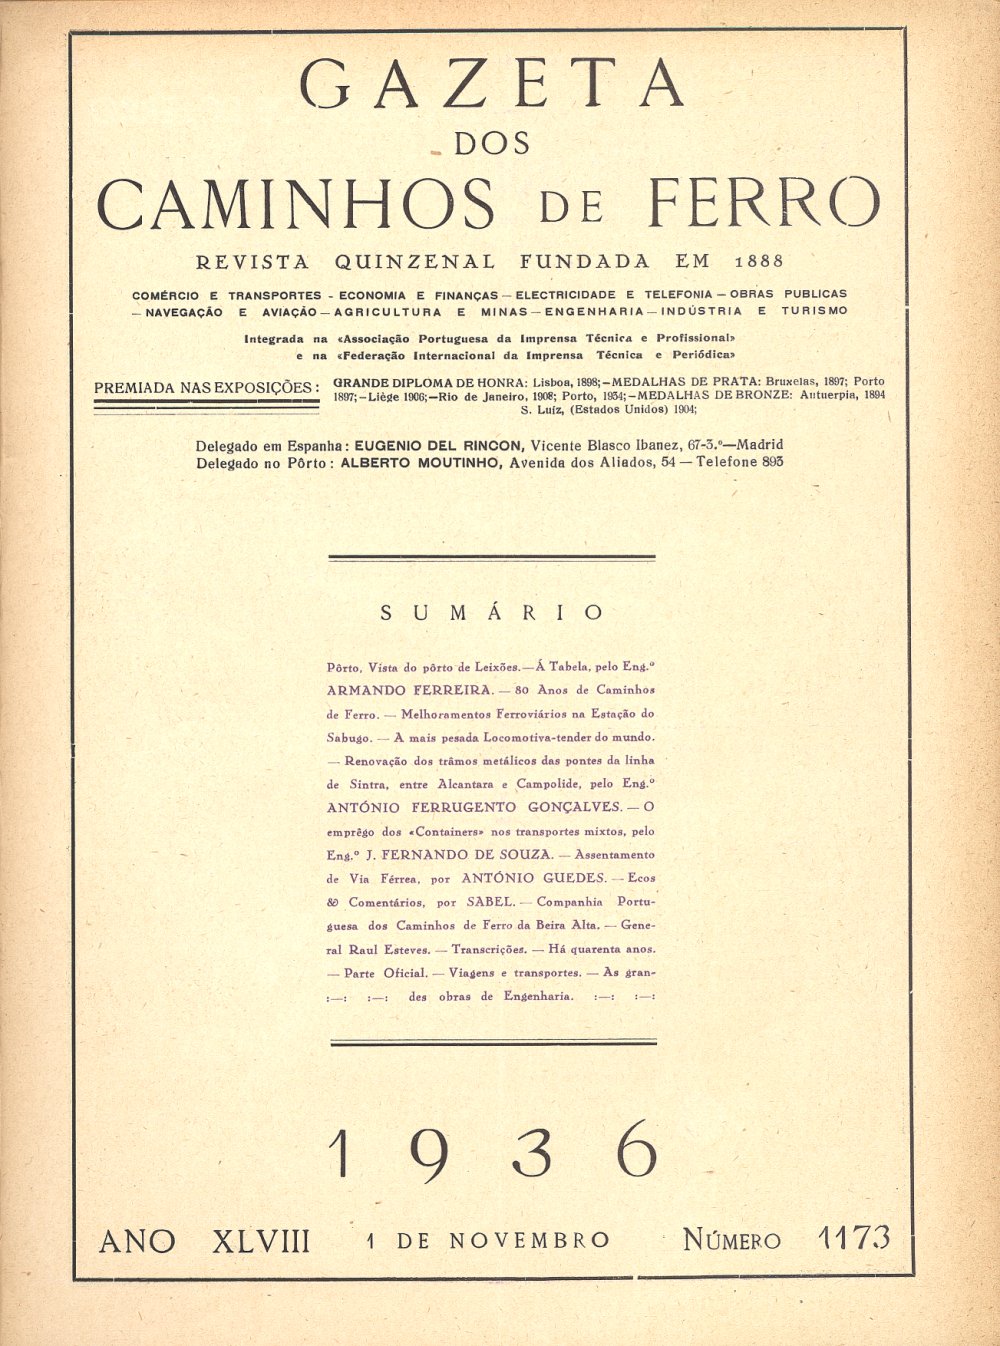 GAZETA
DOS
CAMINHOS DE FERRO
REVISTA QUINZENAL FUNDADA EM 1888
COMÉRCIO E TRANSPORTES - ECONOMIA E FINANÇAS — ELECTRICIDADE E TELEFONIA — OBRAS PUBLICAS
— NAVEGAÇÃO E AVIAÇÃO — AGRICULTURA E MINAS — ENGENHARIA — INDÚSTRIA E TURISMO
Integrada na «Associação Portuguesa da Imprensa Técnica e Profissional»
e na «Federação Internacional da Imprensa Técnica e Periódica»
PREMIADA NAS EXPOSIÇÕES: GRANDE DIPLOMA DE HONRA: Lisboa, 1898;—MEDALHAS DE PRATA: Bruxelas, 1897; Porto
1897;—Liège 1906;—Rio de Janeiro, 1908; Porto, 1934;—MEDALHAS DE BRONZE: Antuerpia, 1894
S. Luiz, (Estados Unidos) 1904;
Delegado em Espanha: EUGENIO DEL RINCON, Vicente Blasco Ibanez, 67-3.º—Madrid
Delegado no Pôrto: ALBERTO MOUTINHO, Avenida dos Aliados, 54 — Telefone 893
SUMÁRIO
Pôrto, Vista do pôrto de Leixões.—Á Tabela, pelo Eng.º
ARMANDO FERREIRA. — 80 Anos de Caminhos
de Ferro. — Melhoramentos Ferroviários na Estação do
Sabugo. — A mais pesada Locomotiva-tender do mundo.
— Renovação dos trâmos metálicos das pontes da linha
de Sintra, entre Alcantara e Campolide, pelo Eng.º
ANTÓNIO FERRUGENTO GONÇALVES. — O
emprêgo dos «Containers» nos transportes mixtos, pelo
Eng.º J. FERNANDO DE SOUZA. — Assentamento
de Via Férrea, por ANTÓNIO GUEDES. — Ecos
& Comentários, por SABEL. — Companhia Portu-
guesa dos Caminhos de Ferro da Beira Alta. — Gene-
ral Raul Esteves. — Transcrições. — Há quarenta anos.
— Parte Oficial. — Viagens e transportes. — As gran-
:—: :—: des obras de Engenharia. :—: :—:
1936
ANO XLVIII 1 DE NOVEMBRO NÚMERO 1173